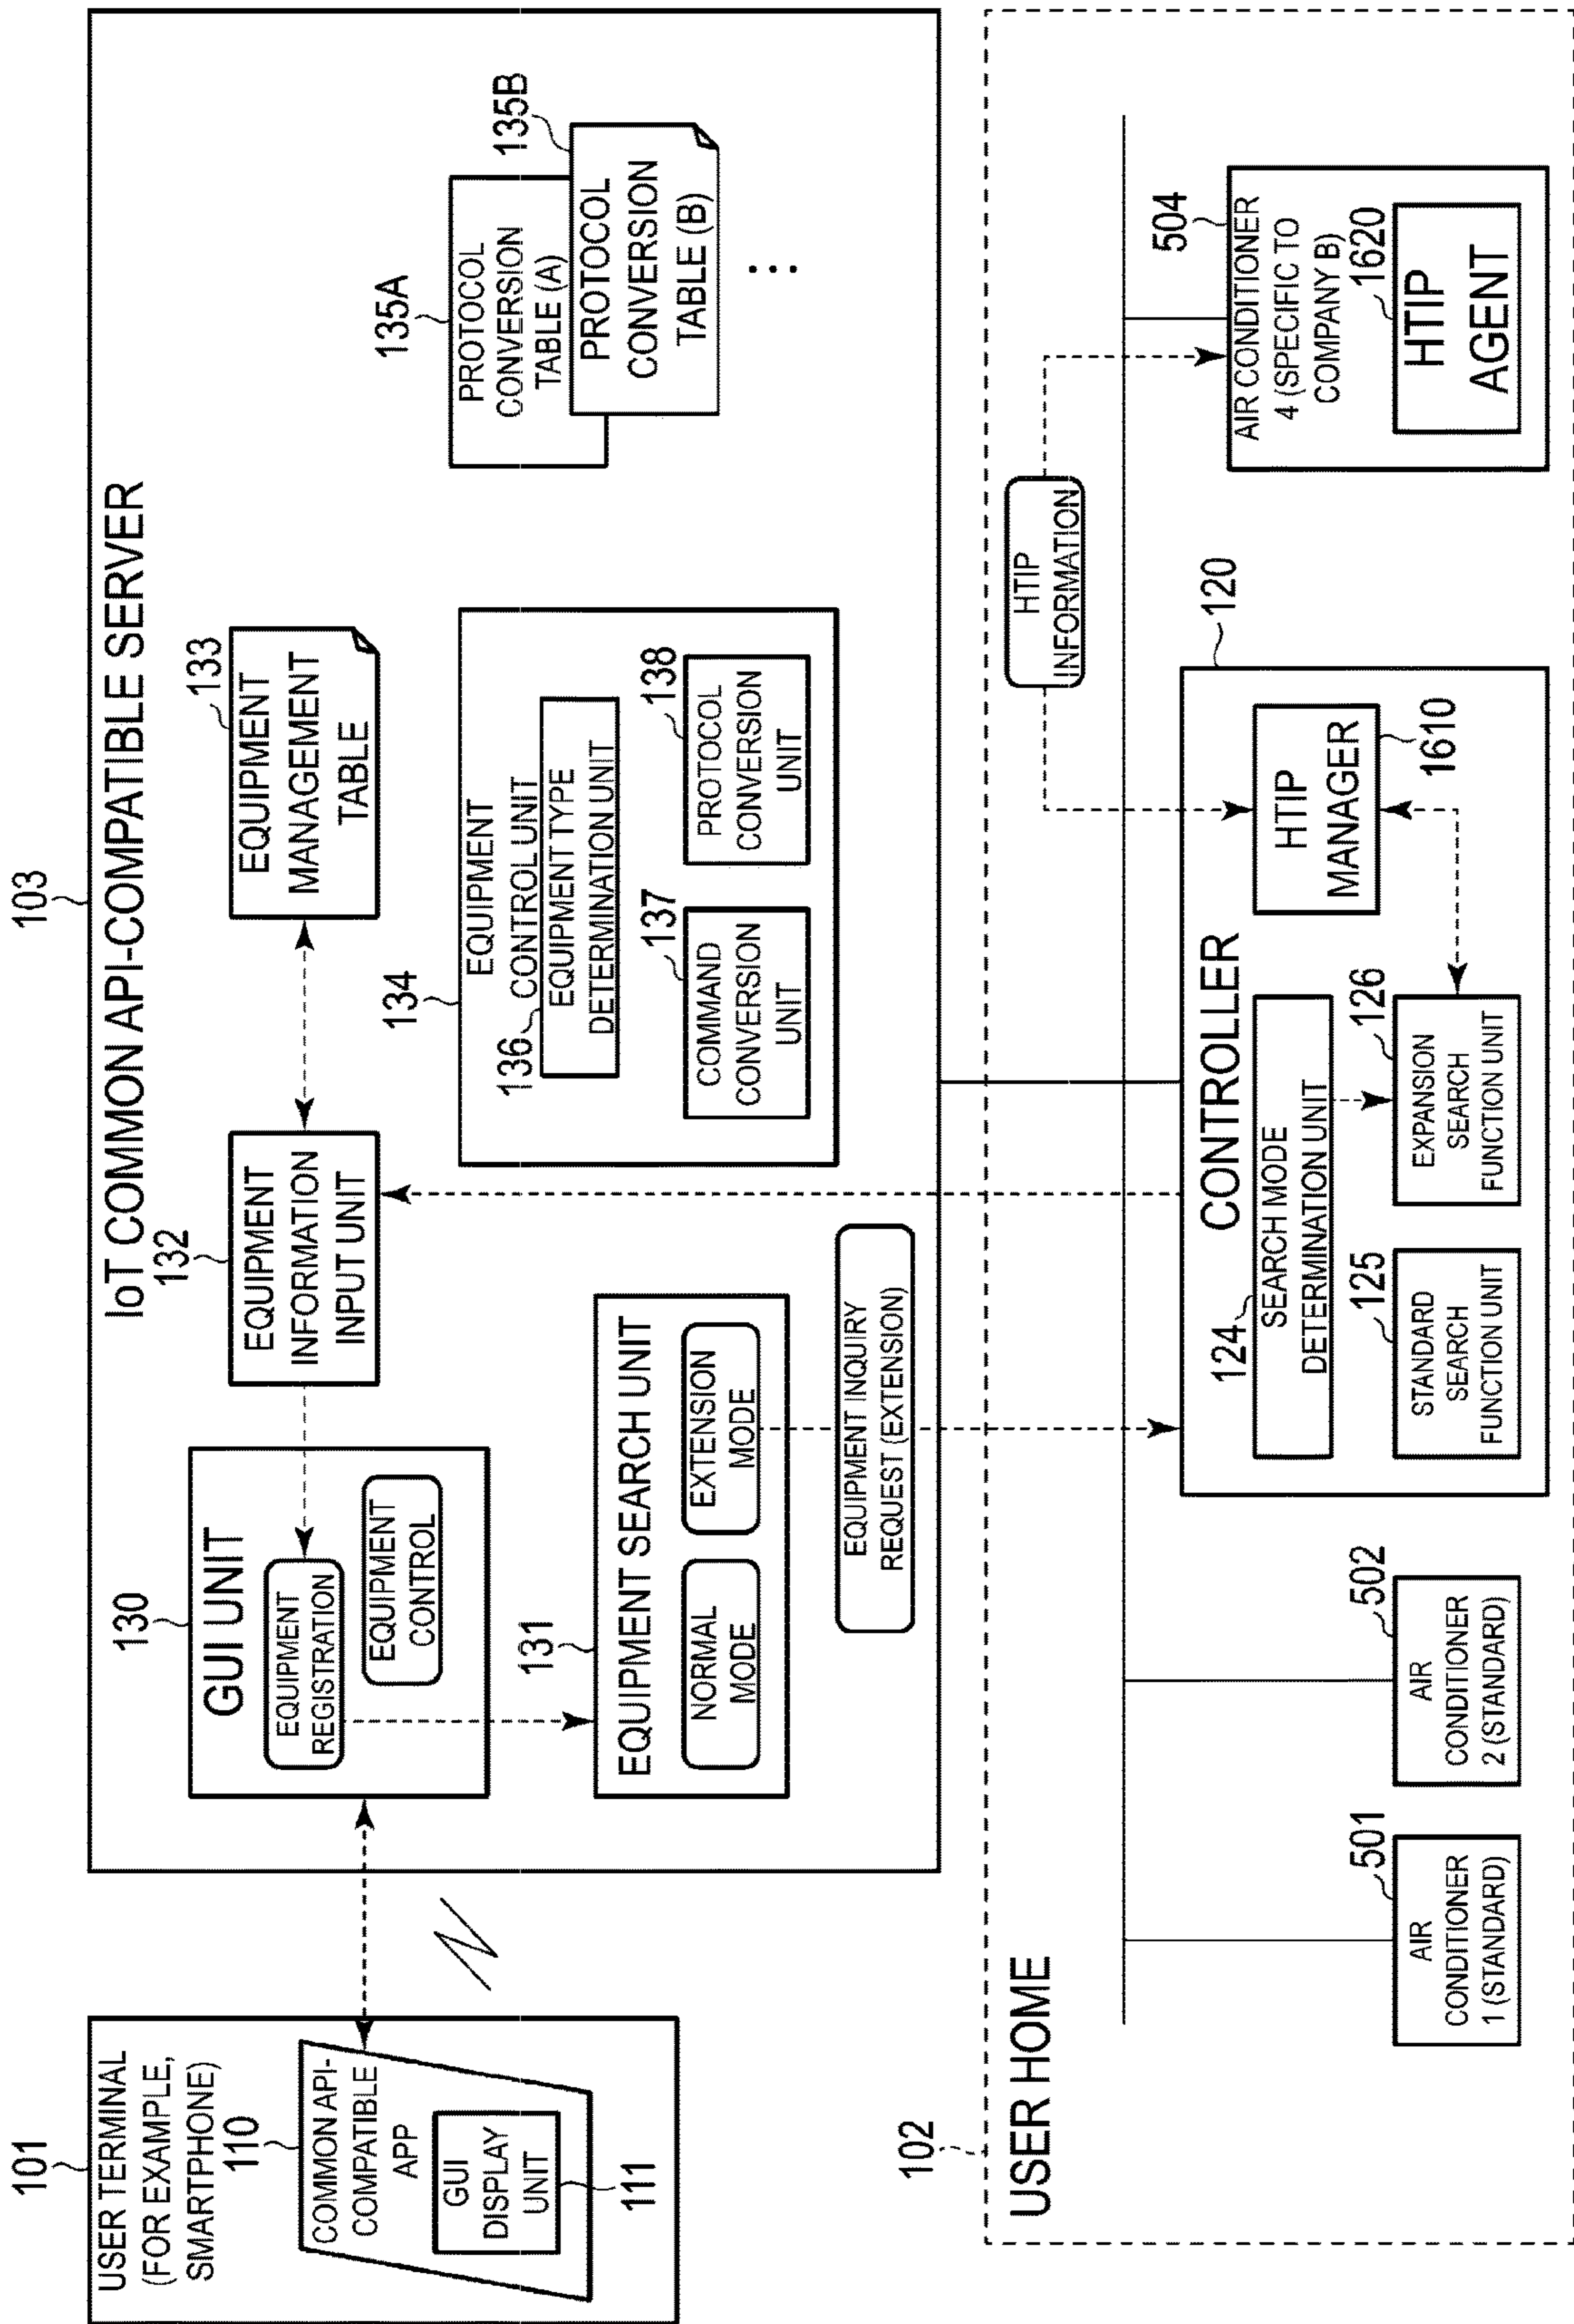 101
USER TERMINAL
(FOR EXAMPLE,
SMARTPHONE)
110
COMMON API-
COMPATIBLE
APP
GUI
DISPLAY
UNIT
111
103
IoT COMMON API-COMPATIBLE SERVER
130
GUI UNIT
EQUIPMENT
REGISTRATION
EQUIPMENT
CONTROL
132
EQUIPMENT
INFORMATION
INPUT UNIT
133
EQUIPMENT
MANAGEMENT
TABLE
131
EQUIPMENT SEARCH UNIT
NORMAL
MODE
EXTENSION
MODE
134
EQUIPMENT
CONTROL UNIT
136
EQUIPMENT TYPE
DETERMINATION UNIT
137
COMMAND
CONVERSION
UNIT
138
PROTOCOL
CONVERSION
UNIT
135A
PROTOCOL
CONVERSION
TABLE (A)
135B
PROTOCOL
CONVERSION
TABLE (B)
...
EQUIPMENT INQUIRY
REQUEST (EXTENSION)
102
USER HOME
HTIP
INFORMATION
501
AIR
CONDITIONER
1 (STANDARD)
502
AIR
CONDITIONER
2 (STANDARD)
120
CONTROLLER
124
SEARCH MODE
DETERMINATION UNIT
125
STANDARD
SEARCH
FUNCTION UNIT
126
EXPANSION
SEARCH
FUNCTION UNIT
HTIP
MANAGER
1610
504
AIR CONDITIONER
4 (SPECIFIC TO
COMPANY B)
1620
HTIP
AGENT